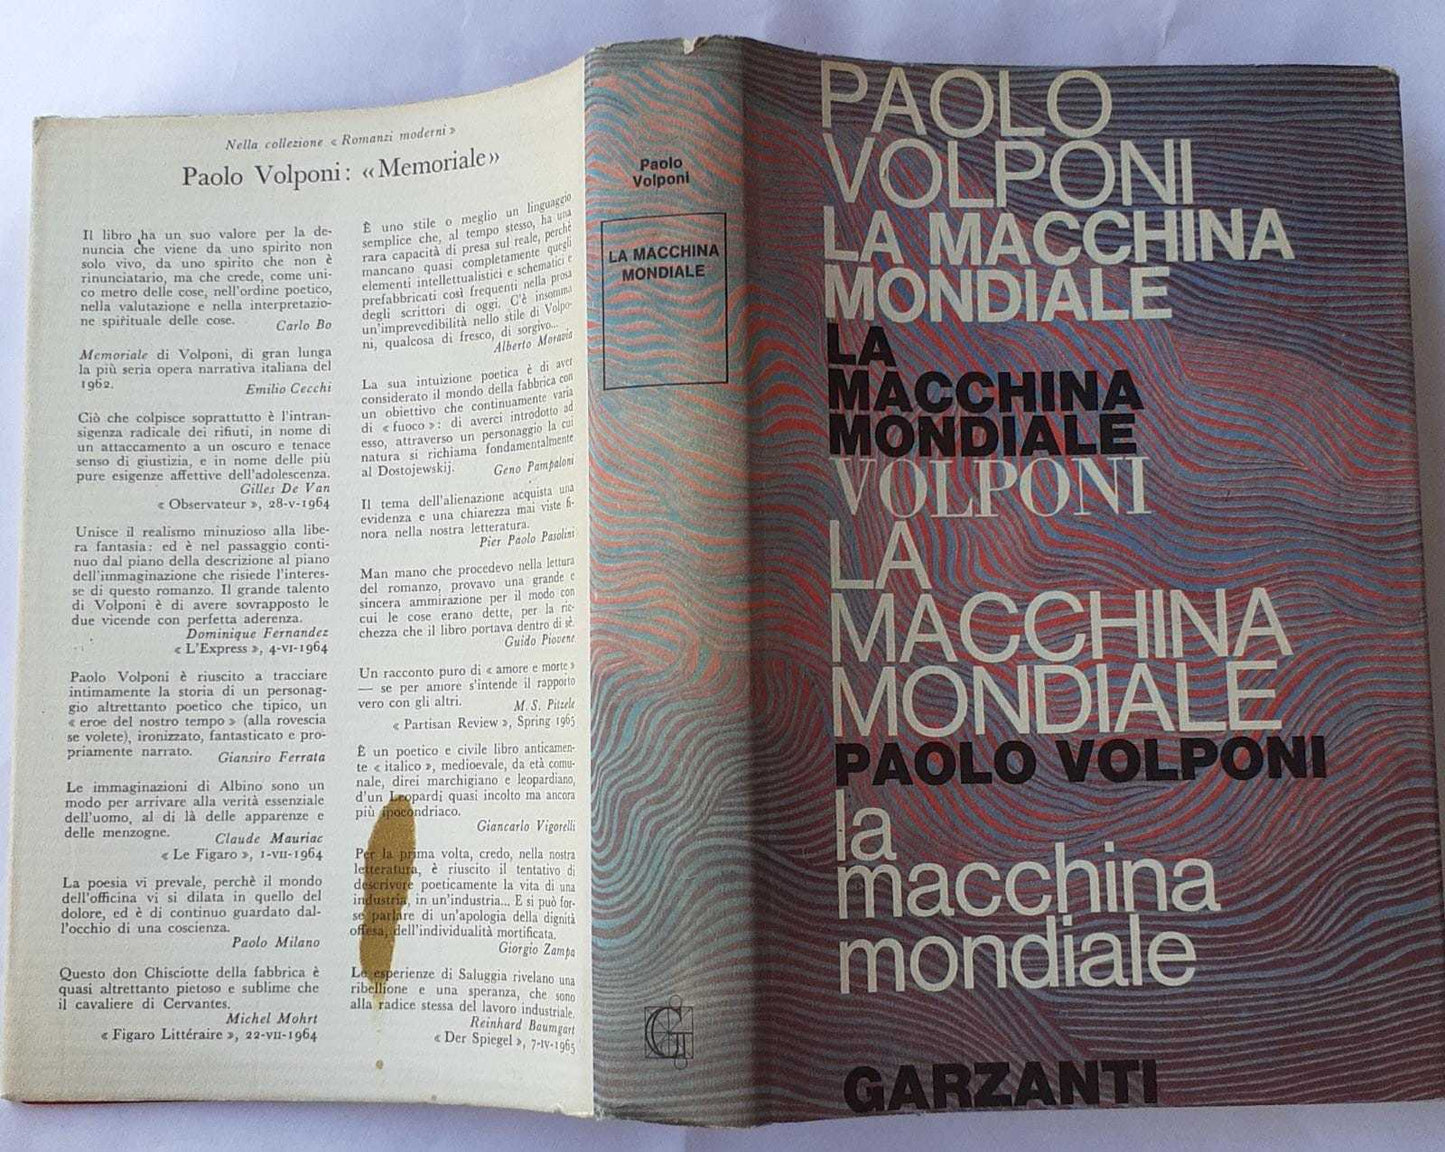 Nella collezione « Romanzi moderni »
Paolo Volponi: «Memoriale»
Il libro ha un suo valore per la de-
nuncia che viene da uno spirito non
solo vivo, da uno spirito che non è
rinunciatario, ma che crede, come uni-
co metro delle cose, nell'ordine poetico,
nella valutazione e nella interpretazio-
ne spirituale delle cose.
Carlo Bo
Memoriale di Volponi, di gran lunga
la più seria opera narrativa italiana del
1962.
Emilio Cecchi
Ciò che colpisce soprattutto è l'intran-
sigenza radicale dei rifiuti, in nome di
un attaccamento a un oscuro e tenace
senso di giustizia, e in nome delle più
pure esigenze affettive dell'adolescenza.
Gilles De Van
« Observateur », 28-v-1964
Unisce il realismo minuzioso alla libe-
ra fantasia: ed è nel passaggio conti-
nuo dal piano della descrizione al piano
dell'immaginazione che risiede l'interes-
se di questo romanzo. Il grande talento
di Volponi è di avere sovrapposto le
due vicende con perfetta aderenza.
Dominique Fernandez
« L'Express », 4-vi-1964
Paolo Volponi è riuscito a tracciare
intimamente la storia di un personag-
gio altrettanto poetico che tipico, un
« eroe del nostro tempo » (alla rovescia
se volete), ironizzato, fantasticato e pro-
priamente narrato.
Giansiro Ferrata
Le immaginazioni di Albino sono un
modo per arrivare alla verità essenziale
dell'uomo, al di là delle apparenze e
delle menzogne.
Claude Mauriac
« Le Figaro », 1-vii-1964
La poesia vi prevale, perchè il mondo
dell'officina vi si dilata in quello del
dolore, ed è di continuo guardato dal-
l'occhio di una coscienza.
Paolo Milano
Questo don Chisciotte della fabbrica è
quasi altrettanto pietoso e sublime che
il cavaliere di Cervantes.
Michel Mohrt
« Figaro Littéraire », 22-vii-1964
È uno stile o meglio un linguaggio
semplice che, al tempo stesso, ha una
rara capacità di presa sul reale, perchè
mancano quasi completamente quegli
elementi intellettualistici e schematici e
prefabbricati così frequenti nella prosa
degli scrittori di oggi. C'è insomma
un'imprevedibilità nello stile di Volpo-
ni, qualcosa di fresco, di sorgivo...
Alberto Moravia
La sua intuizione poetica è di aver
considerato il mondo della fabbrica con
un obiettivo che continuamente varia
di « fuoco »: di averci introdotto ad
esso, attraverso un personaggio la cui
natura si richiama fondamentalmente
al Dostojewskij.
Geno Pampaloni
Il tema dell'alienazione acquista una
evidenza e una chiarezza mai viste fi-
nora nella nostra letteratura.
Pier Paolo Pasolini
Man mano che procedevo nella lettura
del romanzo, provavo una grande e
sincera ammirazione per il modo con
cui le cose erano dette, per la ric-
chezza che il libro portava dentro di sè.
Guido Piovene
Un racconto puro di « amore e morte »
— se per amore s'intende il rapporto
vero con gli altri.
M. S. Pitzele
« Partisan Review », Spring 1965
È un poetico e civile libro anticamen-
te « italico », medioevale, da età comu-
nale, direi marchigiano e leopardiano,
d'un Leopardi quasi incolto ma ancora
più ipocondriaco.
Giancarlo Vigorelli
Per la prima volta, credo, nella nostra
letteratura, è riuscito il tentativo di
descrivere poeticamente la vita di una
industria, in un'industria... E si può for-
se parlare di un'apologia della dignità
offesa, dell'individualità mortificata.
Giorgio Zampa
Le esperienze di Saluggia rivelano una
ribellione e una speranza, che sono
alla radice stessa del lavoro industriale.
Reinhard Baumgart
« Der Spiegel », 7-iv-1965
Paolo
Volponi
LA MACCHINA
MONDIALE
G
PAOLO
VOLPONI
LA MACCHINA
MONDIALE
LA
MACCHINA
MONDIALE
VOLPONI
LA
MACCHINA
MONDIALE
PAOLO VOLPONI
la
macchina
mondiale
GARZANTI